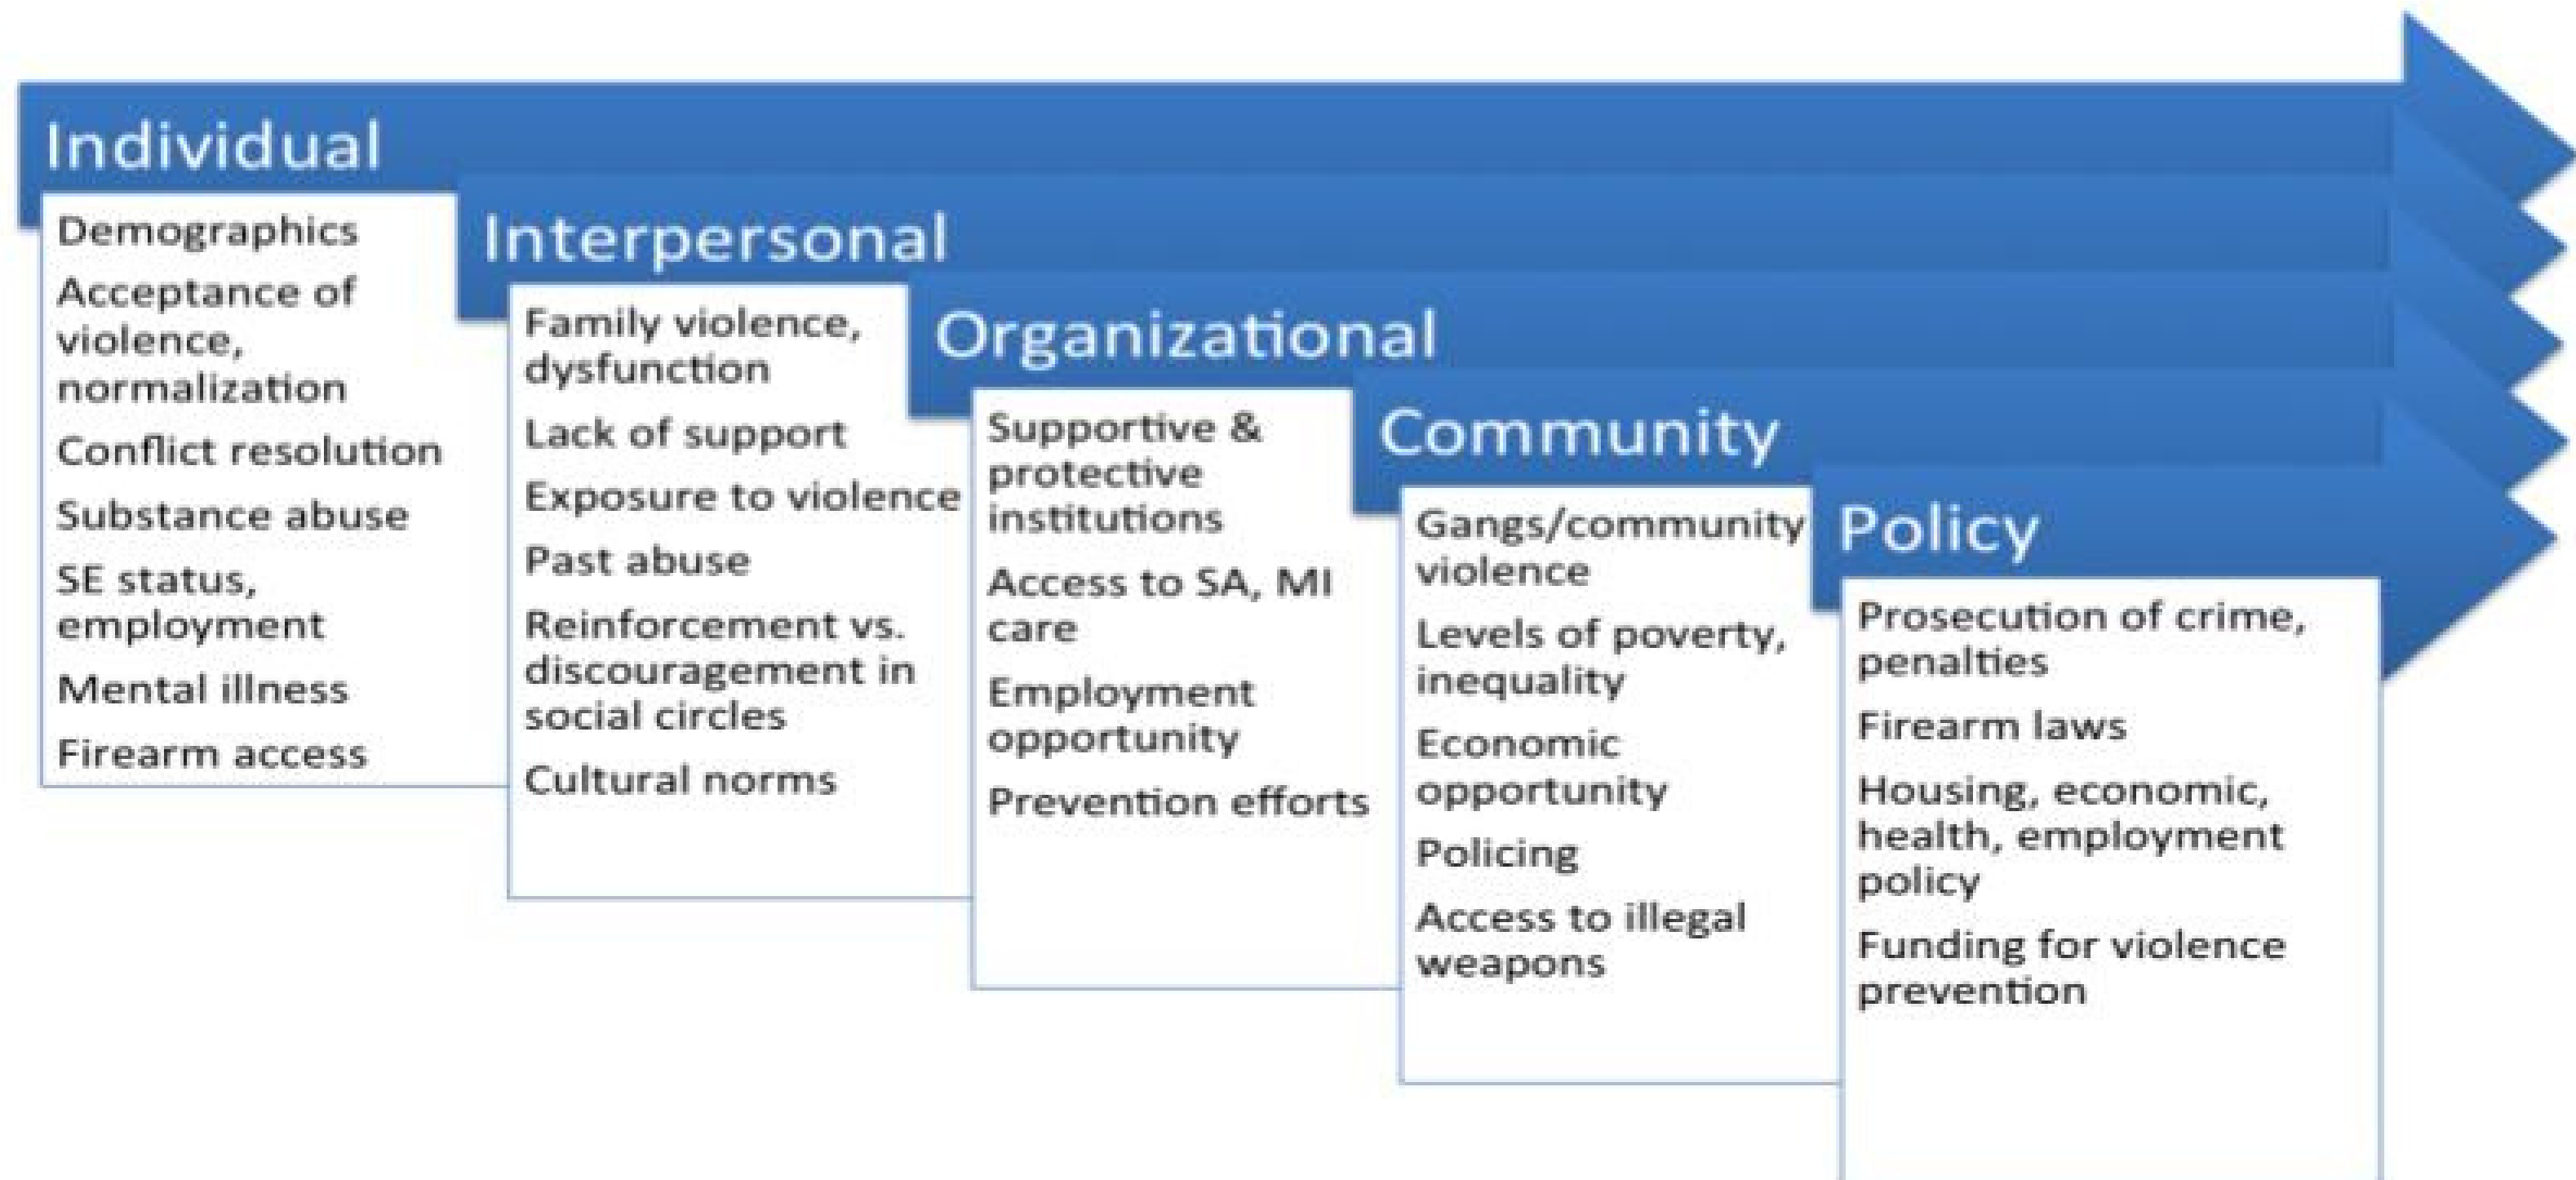 Individual
Demographics
Acceptance of
violence,
normalization
Conflict resolution
Substance abuse
SE status,
employment
Mental illness
Firearm access
Interpersonal
Family violence,
dysfunction
Lack of support
Exposure to violence
Past abuse
Reinforcement vs.
discouragement in
social circles
Cultural norms
Organizational
Supportive &
protective
institutions
Access to SA, MI
care
Employment
opportunity
Prevention efforts
Community
Gangs/community
violence
Levels of poverty,
inequality
Economic
opportunity
Policing
Access to illegal
weapons
Policy
Prosecution of crime,
penalties
Firearm laws
Housing, economic,
health, employment
policy
Funding for violence
prevention